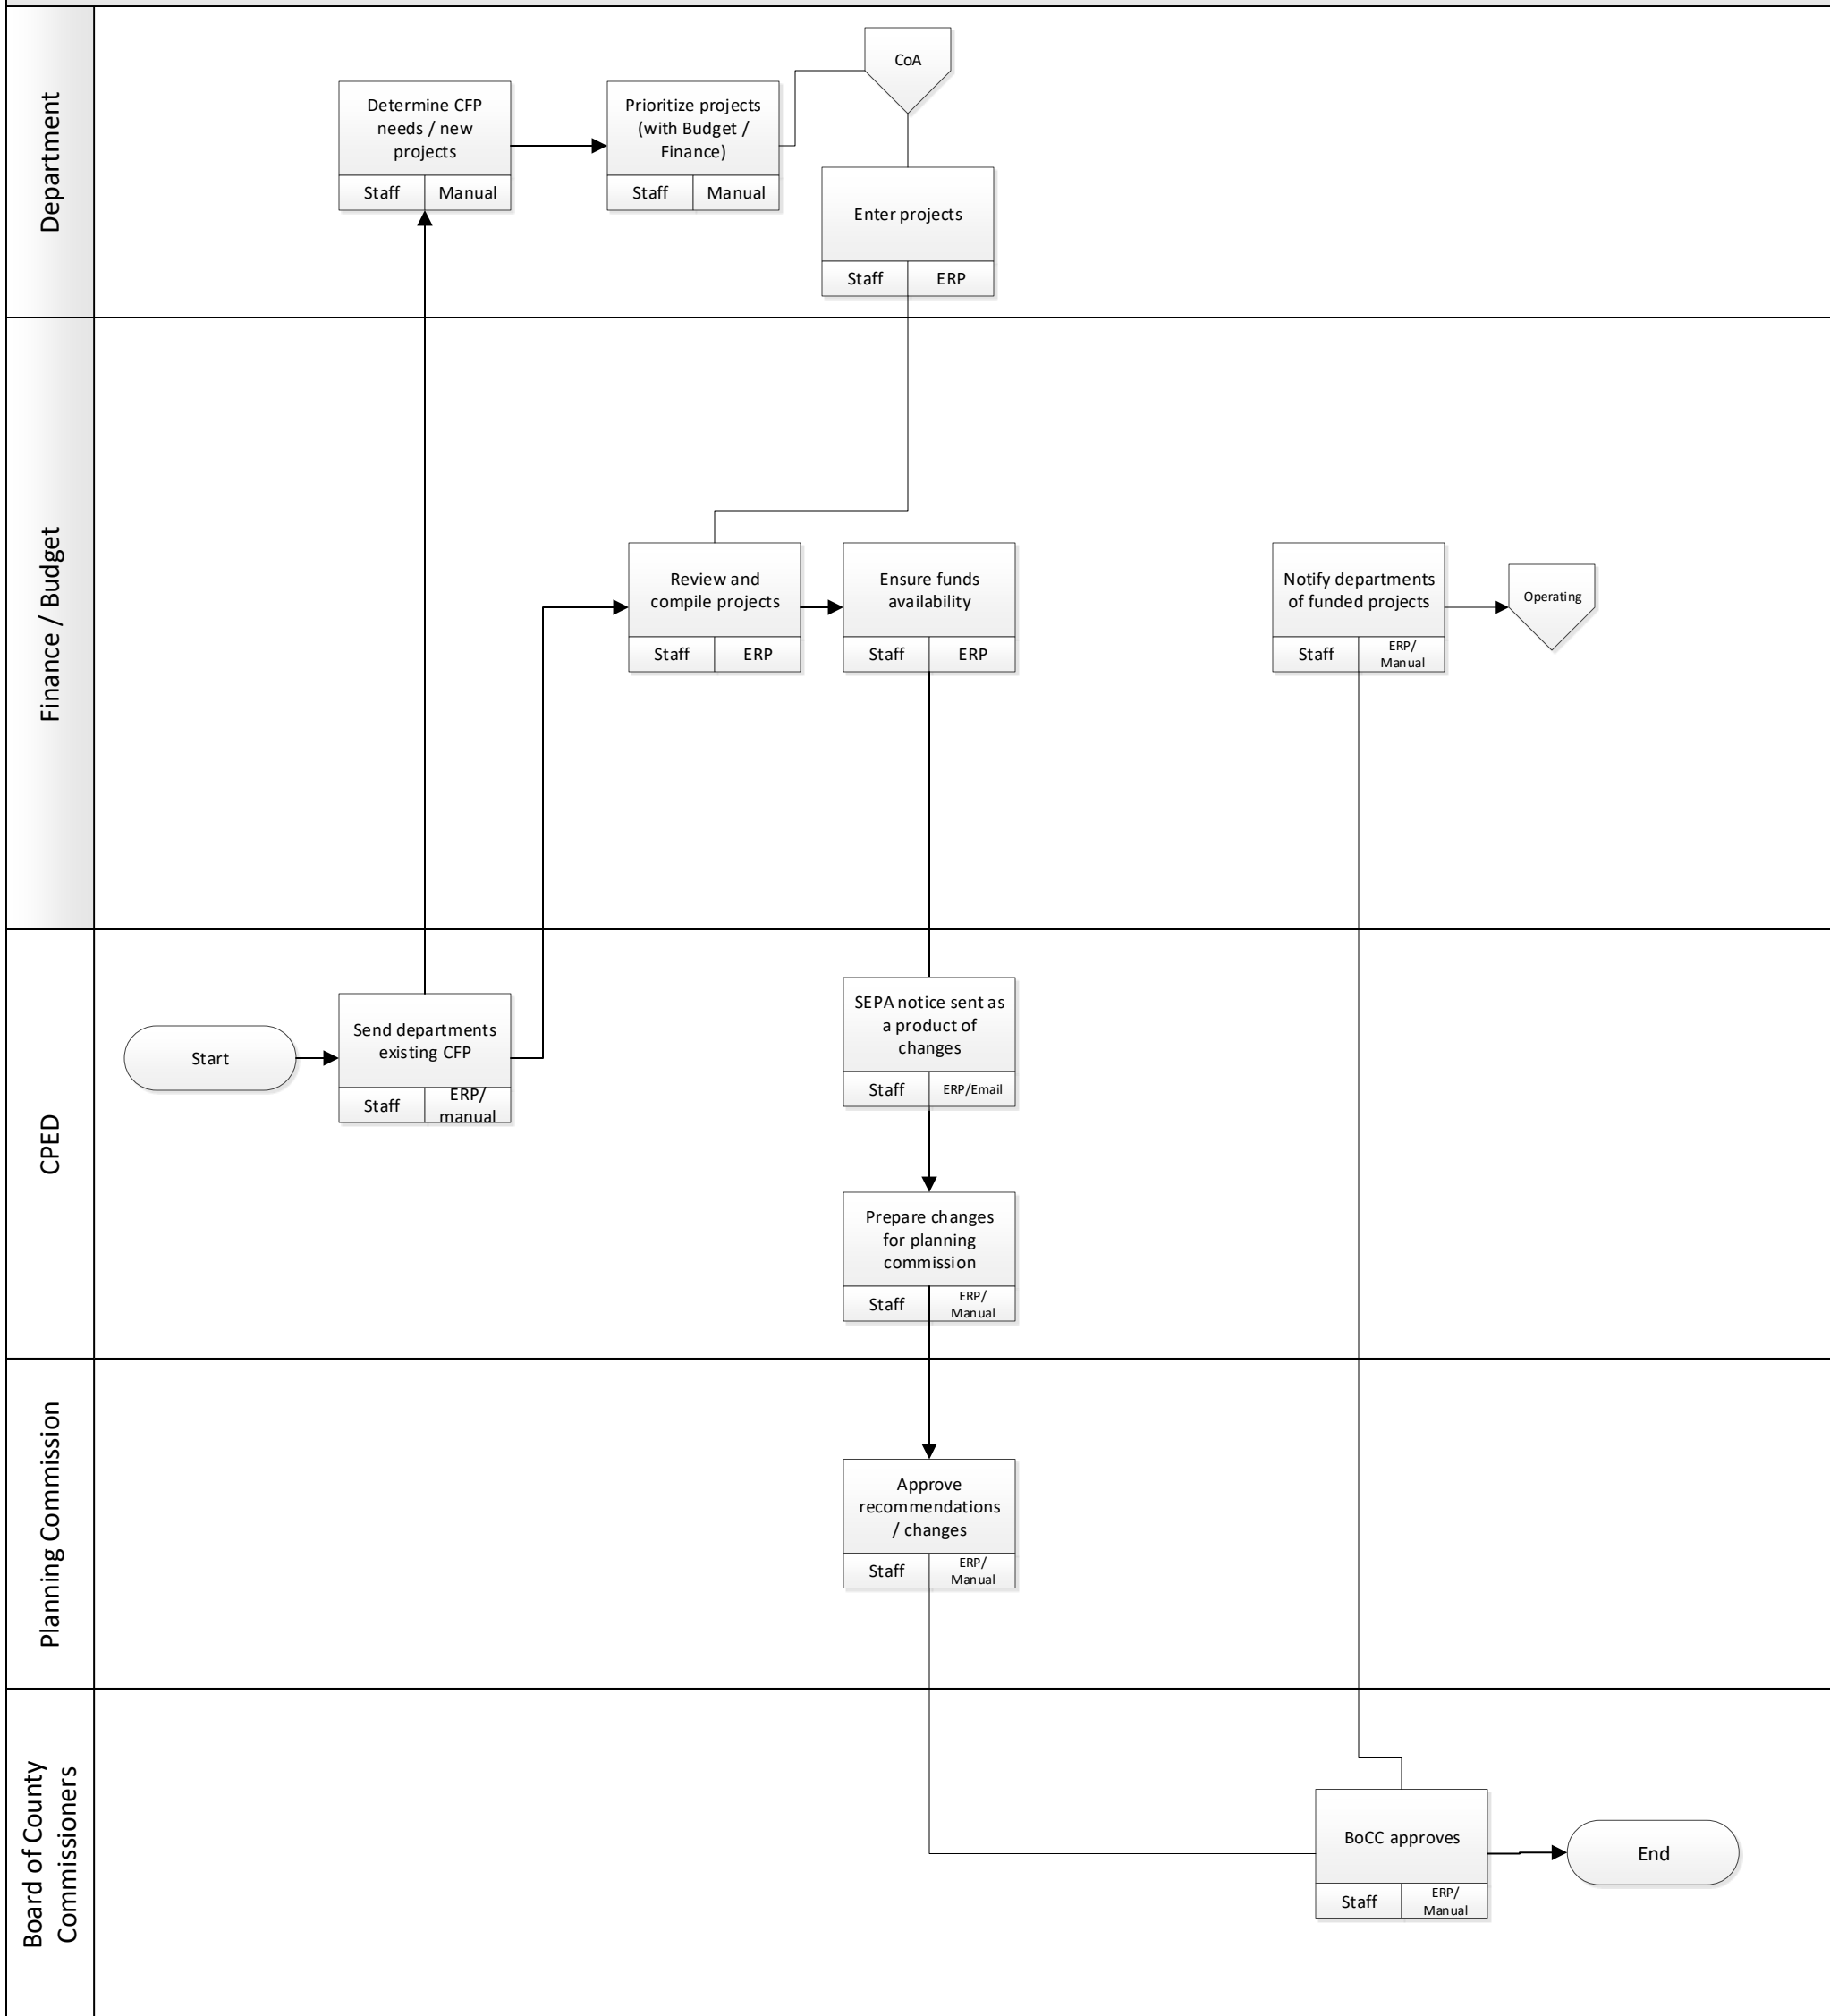 Department
CoA
Determine CFP
needs / new
projects
Staff
Manual
Prioritize projects
(with Budget /
Finance)
Staff
Manual
Enter projects
Staff
ERP
Finance / Budget
Review and
compile projects
Staff
ERP
Ensure funds
availability
Staff
ERP
Notify departments
of funded projects
Staff
ERP/
Manual
Operating
CPED
Start
Send departments
existing CFP
Staff
ERP/
manual
SEPA notice sent as
a product of
changes
Staff
ERP/Email
Prepare changes
for planning
commission
Staff
ERP/
Manual
Planning Commission
Approve
recommendations
/ changes
Staff
ERP/
Manual
Board of County
Commissioners
BoCC approves
Staff
ERP/
Manual
End